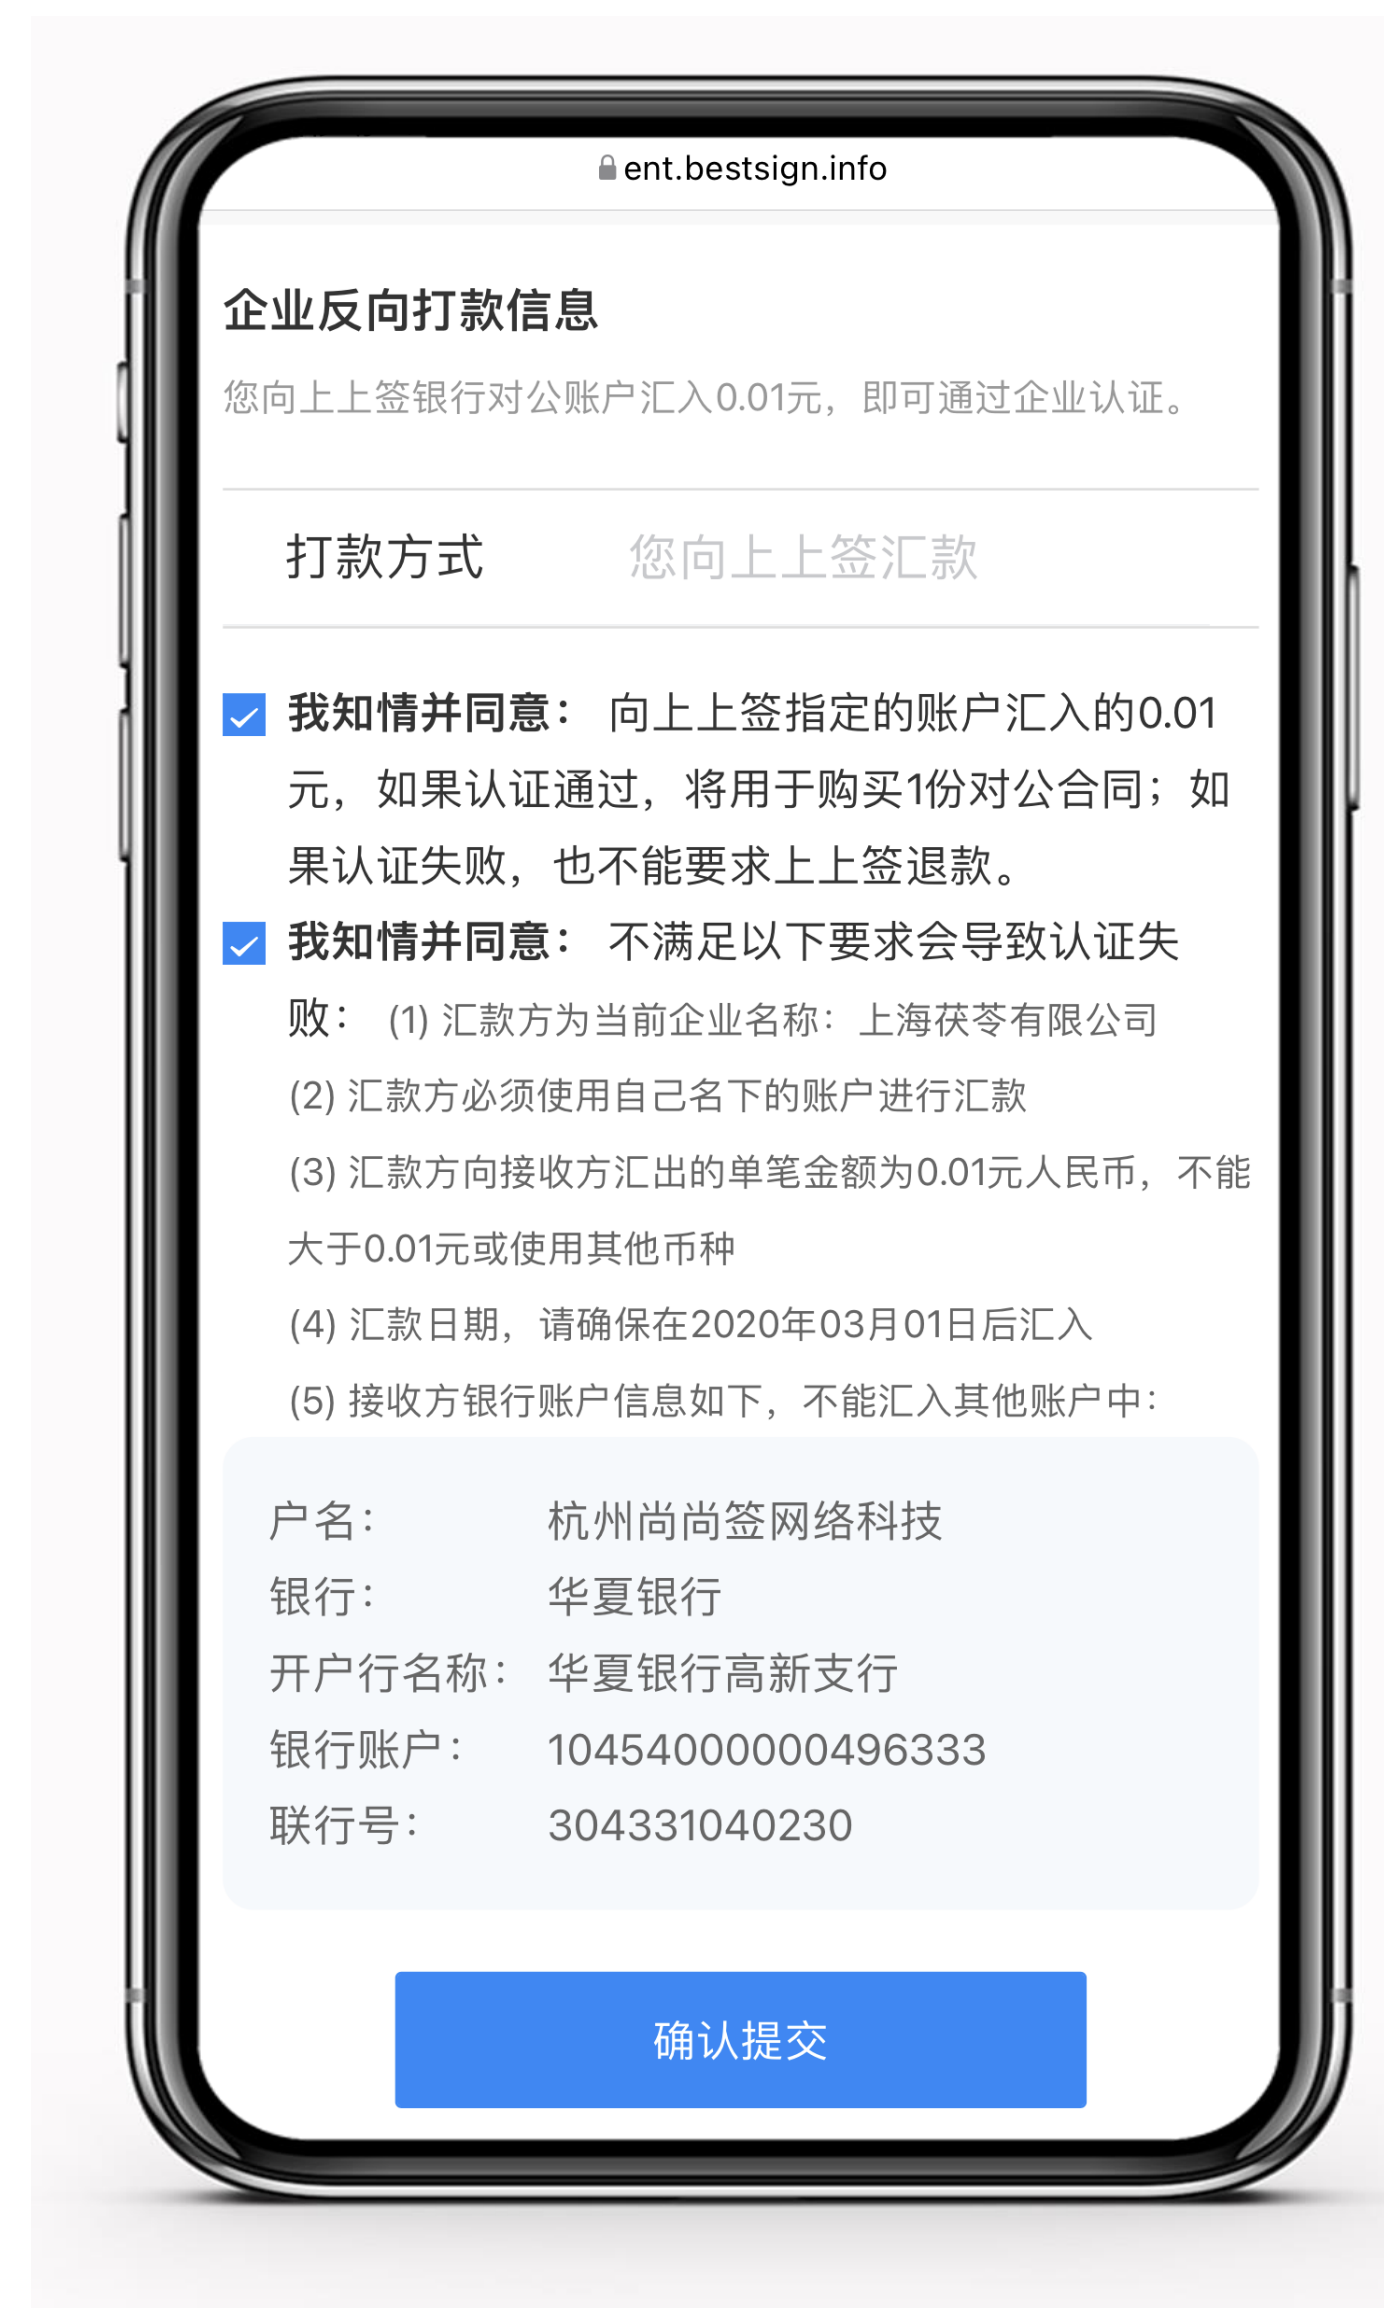 ent.bestsign.info
企业反向打款信息
您向上上签银行对公账户汇入0.01元，即可通过企业认证。
打款方式 您向上上签汇款
我知情并同意： 向上上签指定的账户汇入的0.01
元，如果认证通过，将用于购买1份对公合同；如
果认证失败，也不能要求上上签退款。
我知情并同意： 不满足以下要求会导致认证失
败： (1) 汇款方为当前企业名称：上海茯苓有限公司
(2) 汇款方必须使用自己名下的账户进行汇款
(3) 汇款方向接收方汇出的单笔金额为0.01元人民币，不能
大于0.01元或使用其他币种
(4) 汇款日期，请确保在2020年03月01日后汇入
(5) 接收方银行账户信息如下，不能汇入其他账户中：
户名： 杭州尚尚签网络科技
银行： 华夏银行
开户行名称： 华夏银行高新支行
银行账户： 10454000000496333
联行号： 304331040230
确认提交